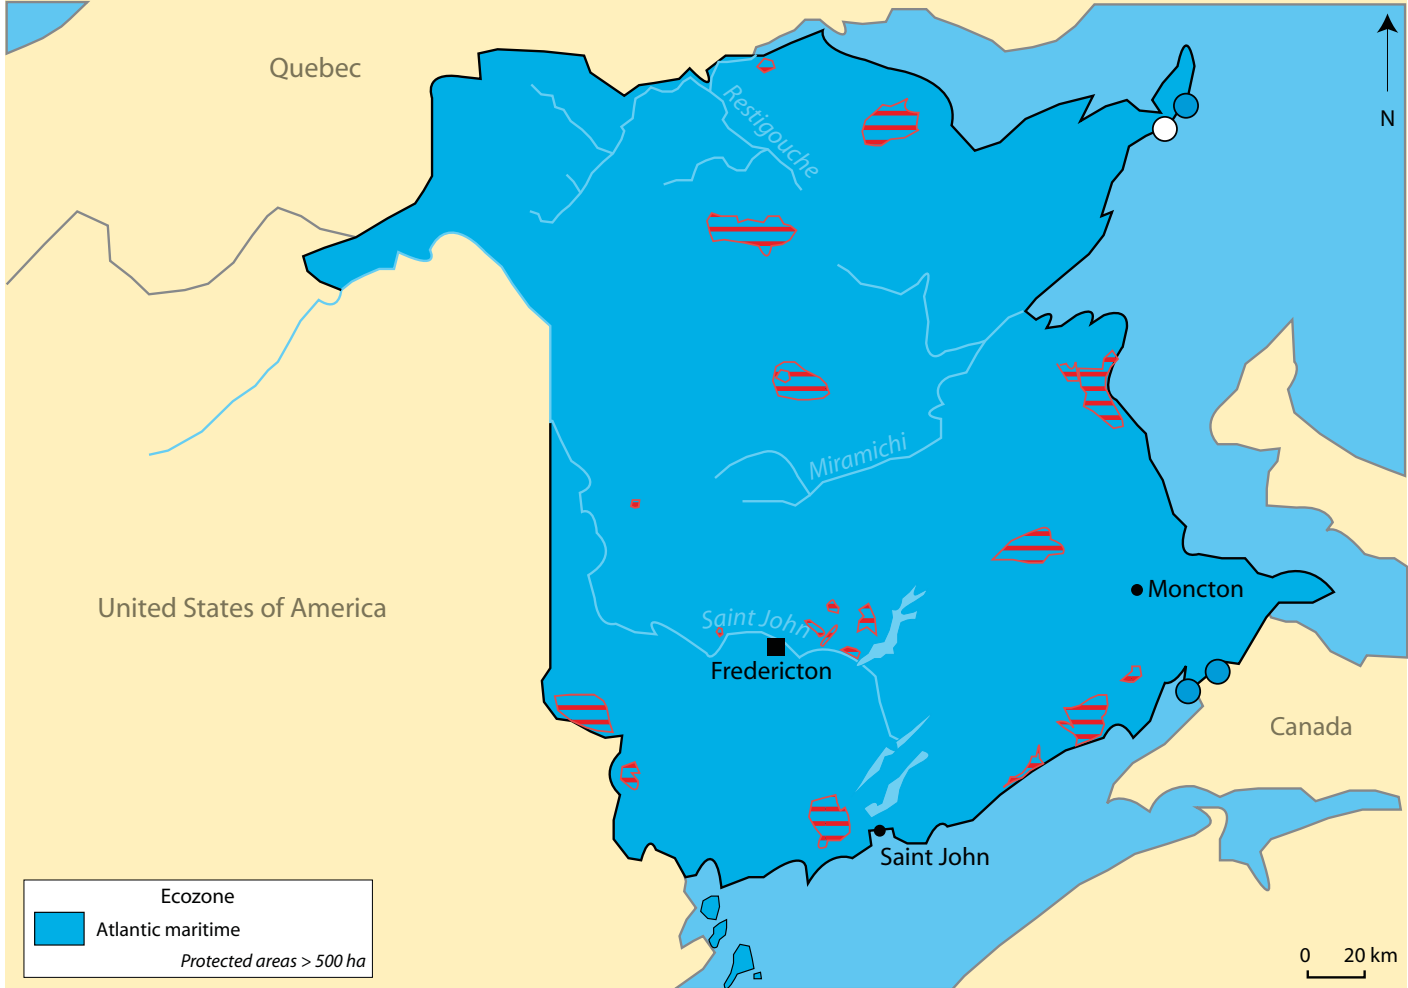 Quebec
Restigouche
N
Miramichi
United States of America
Moncton
Saint John
Fredericton
Canada
Saint John
Ecozone
Atlantic maritime
Protected areas > 500 ha
0 20 km